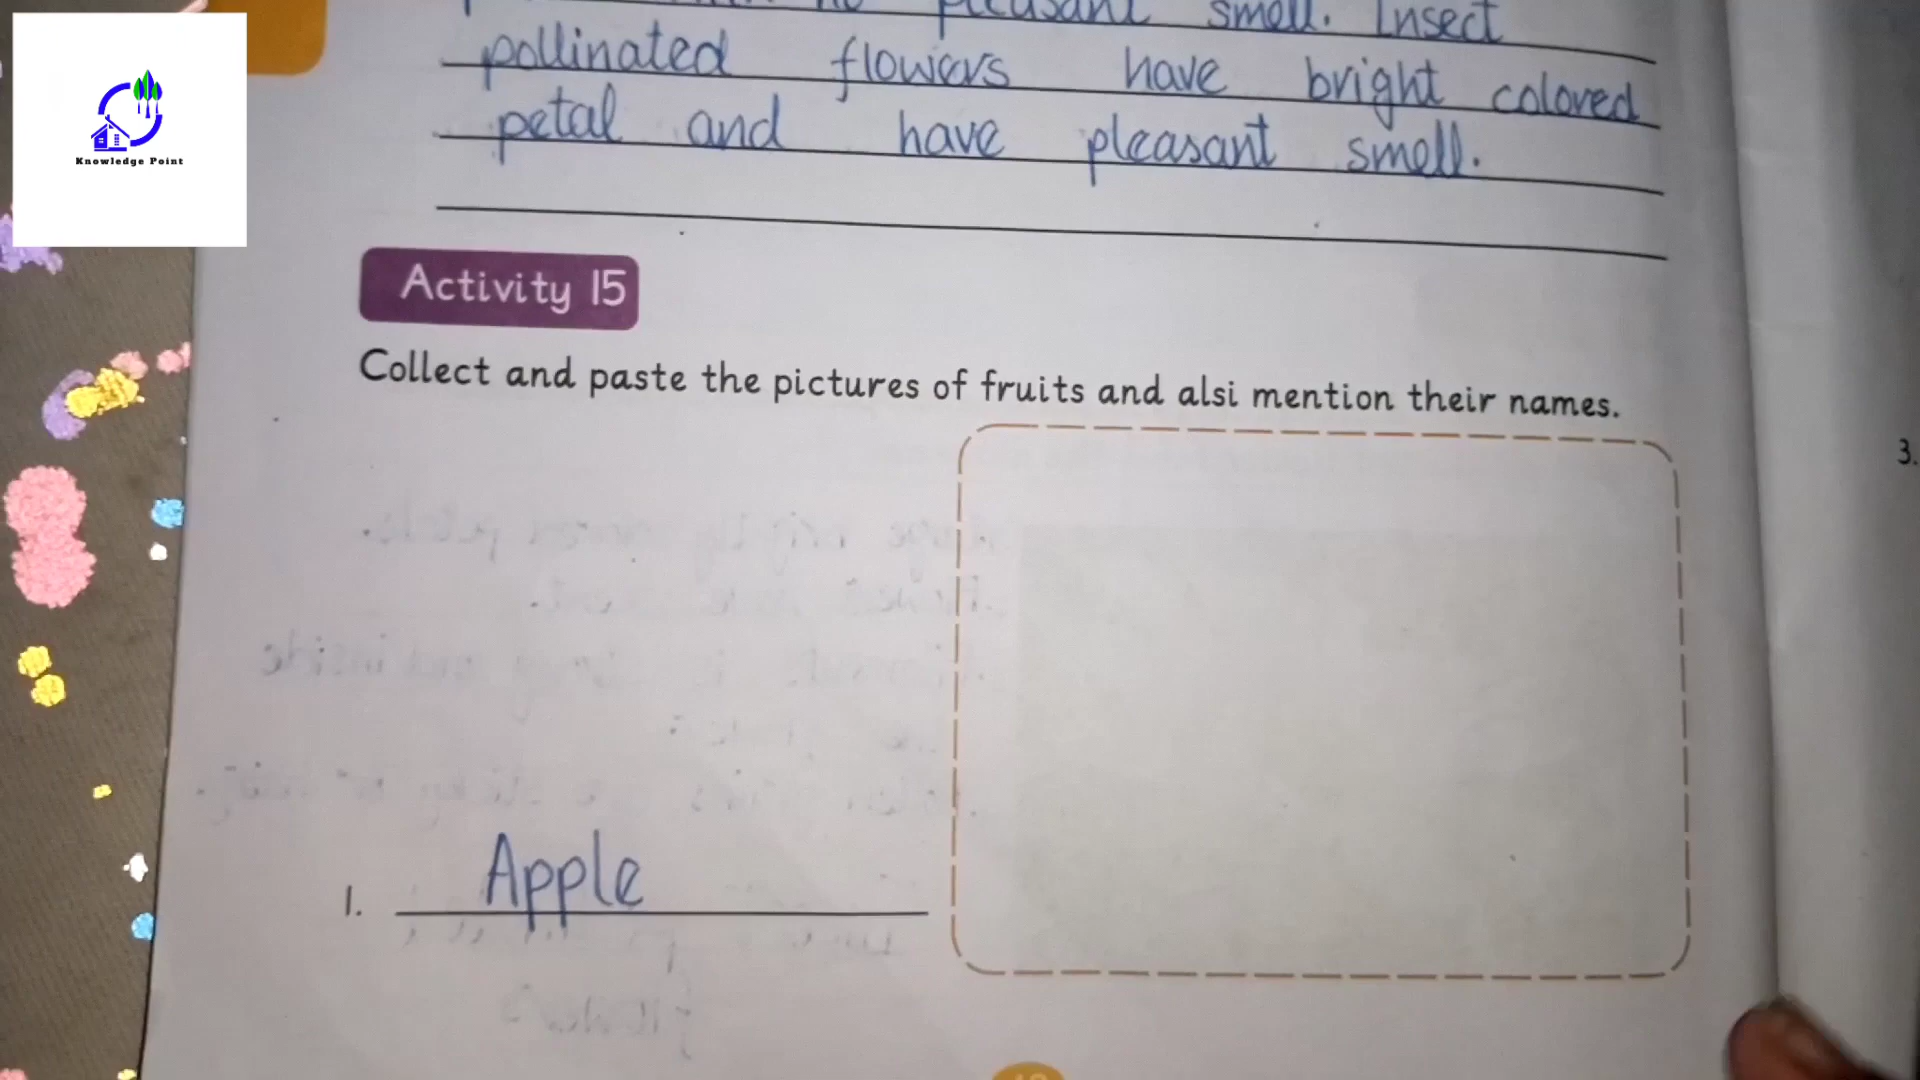 pleasant smell. Insect
pollinated flowers have bright colored
petal and have pleasant smell.
Activity 15
Collect and paste the pictures of fruits and alsi mention their names.
3.
1. Apple
Knowledge Point